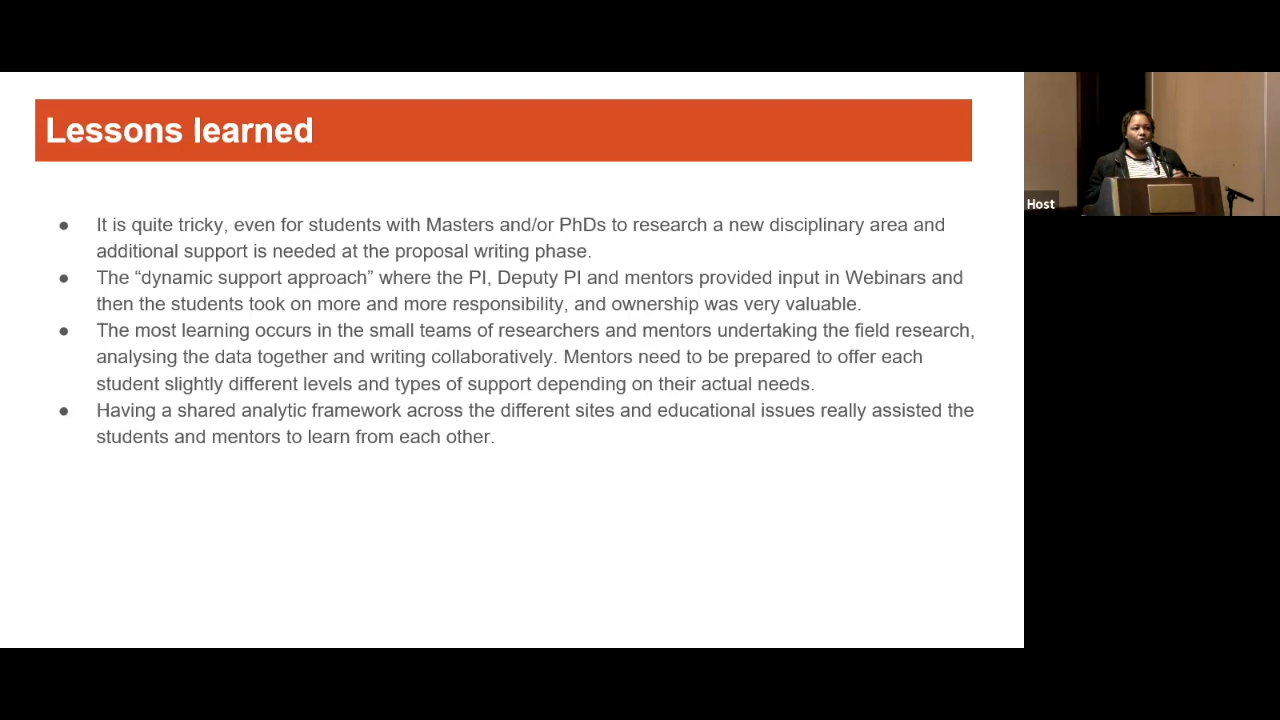 Lessons learned
● It is quite tricky, even for students with Masters and/or PhDs to research a new disciplinary area and
additional support is needed at the proposal writing phase.
● The “dynamic support approach” where the PI, Deputy PI and mentors provided input in Webinars and
then the students took on more and more responsibility, and ownership was very valuable.
● The most learning occurs in the small teams of researchers and mentors undertaking the field research,
analysing the data together and writing collaboratively. Mentors need to be prepared to offer each
student slightly different levels and types of support depending on their actual needs.
● Having a shared analytic framework across the different sites and educational issues really assisted the
students and mentors to learn from each other.
Host